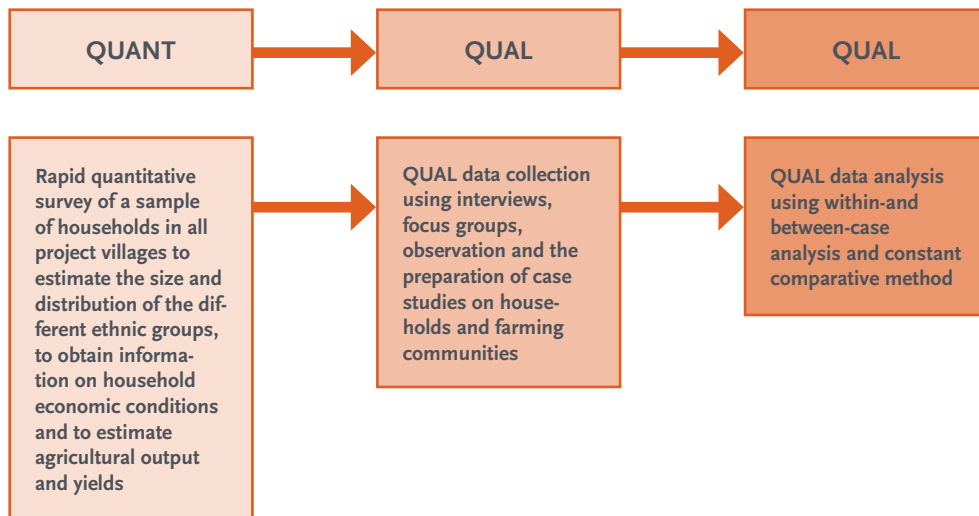 QUANT
QUAL
QUAL
Rapid quantitative
survey of a sample
of households in all
project villages to
estimate the size and
distribution of the dif-
ferent ethnic groups,
to obtain informa-
tion on household
economic conditions
and to estimate
agricultural output
and yields
QUAL data collection
using interviews,
focus groups,
observation and the
preparation of case
studies on house-
holds and farming
communities
QUAL data analysis
using within-and
between-case
analysis and constant
comparative method